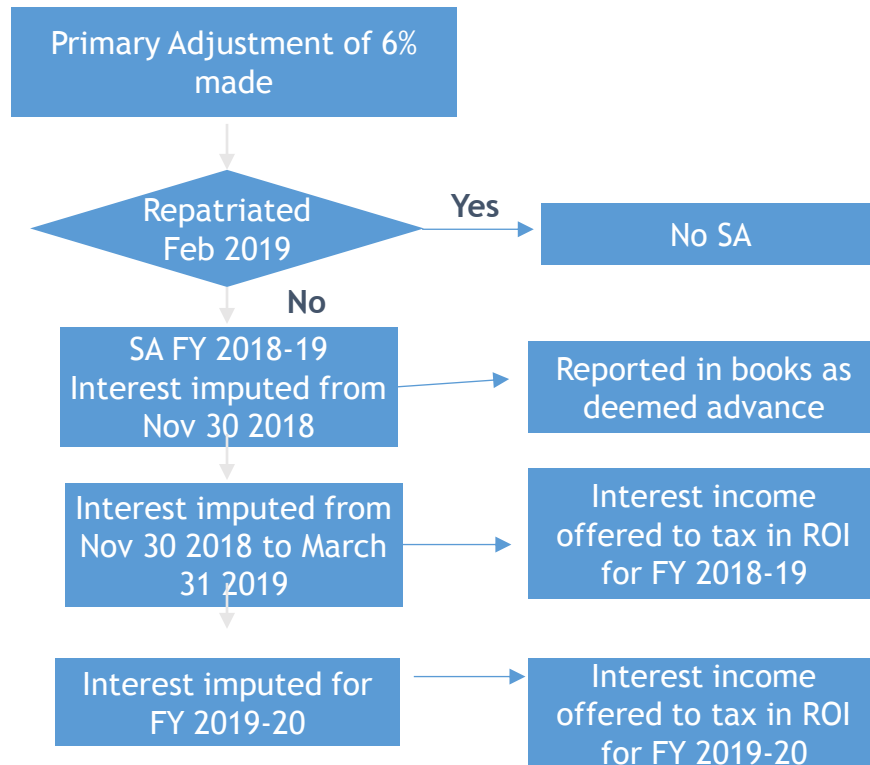 Primary Adjustment of 6%
made
Repatriated
Feb 2019
Yes
No SA
No
SA FY 2018-19
Interest imputed from
Nov 30 2018
Reported in books as
deemed advance
Interest imputed from
Nov 30 2018 to March
31 2019
Interest income
offered to tax in ROI
for FY 2018-19
Interest imputed for
FY 2019-20
Interest income
offered to tax in ROI
for FY 2019-20